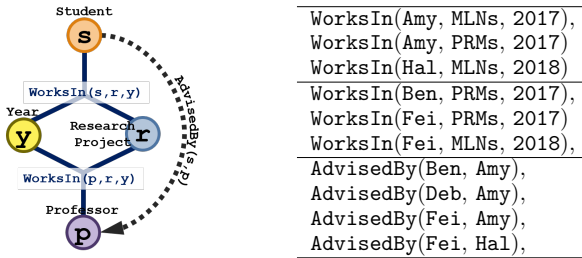 Student
s
WorksIn(s,r,y)
Year
y
Research
Project
r
AdvisedBy(s,p)
WorksIn(p,r,y)
Professor
p
WorksIn(Amy, MLNs, 2017),
WorksIn(Amy, PRMs, 2017)
WorksIn(Hal, MLNs, 2018)
WorksIn(Ben, PRMs, 2017),
WorksIn(Fei, PRMs, 2017)
WorksIn(Fei, MLNs, 2018),
AdvisedBy(Ben, Amy),
AdvisedBy(Deb, Amy),
AdvisedBy(Fei, Amy),
AdvisedBy(Fei, Hal),